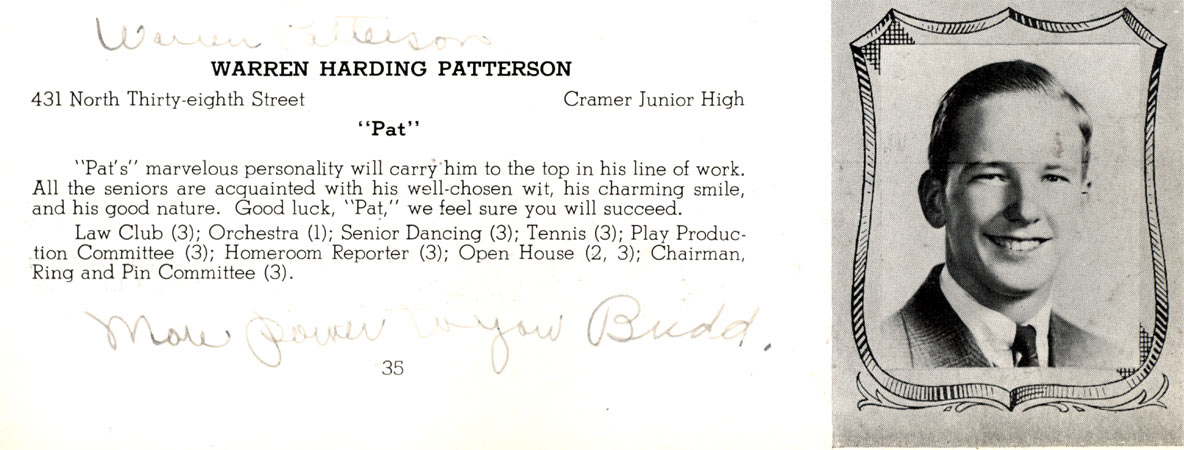 Warren Patterson
WARREN HARDING PATTERSON
431 North Thirty-eighth Street Cramer Junior High
"Pat"
"Pat's" marvelous personality will carry him to the top in his line of work.
All the seniors are acquainted with his well-chosen wit, his charming smile,
and his good nature. Good luck, "Pat," we feel sure you will succeed.
Law Club (3); Orchestra (1); Senior Dancing (3); Tennis (3); Play Produc-
tion Committee (3); Homeroom Reporter (3); Open House (2, 3); Chairman,
Ring and Pin Committee (3).
More power to you Budd.
35